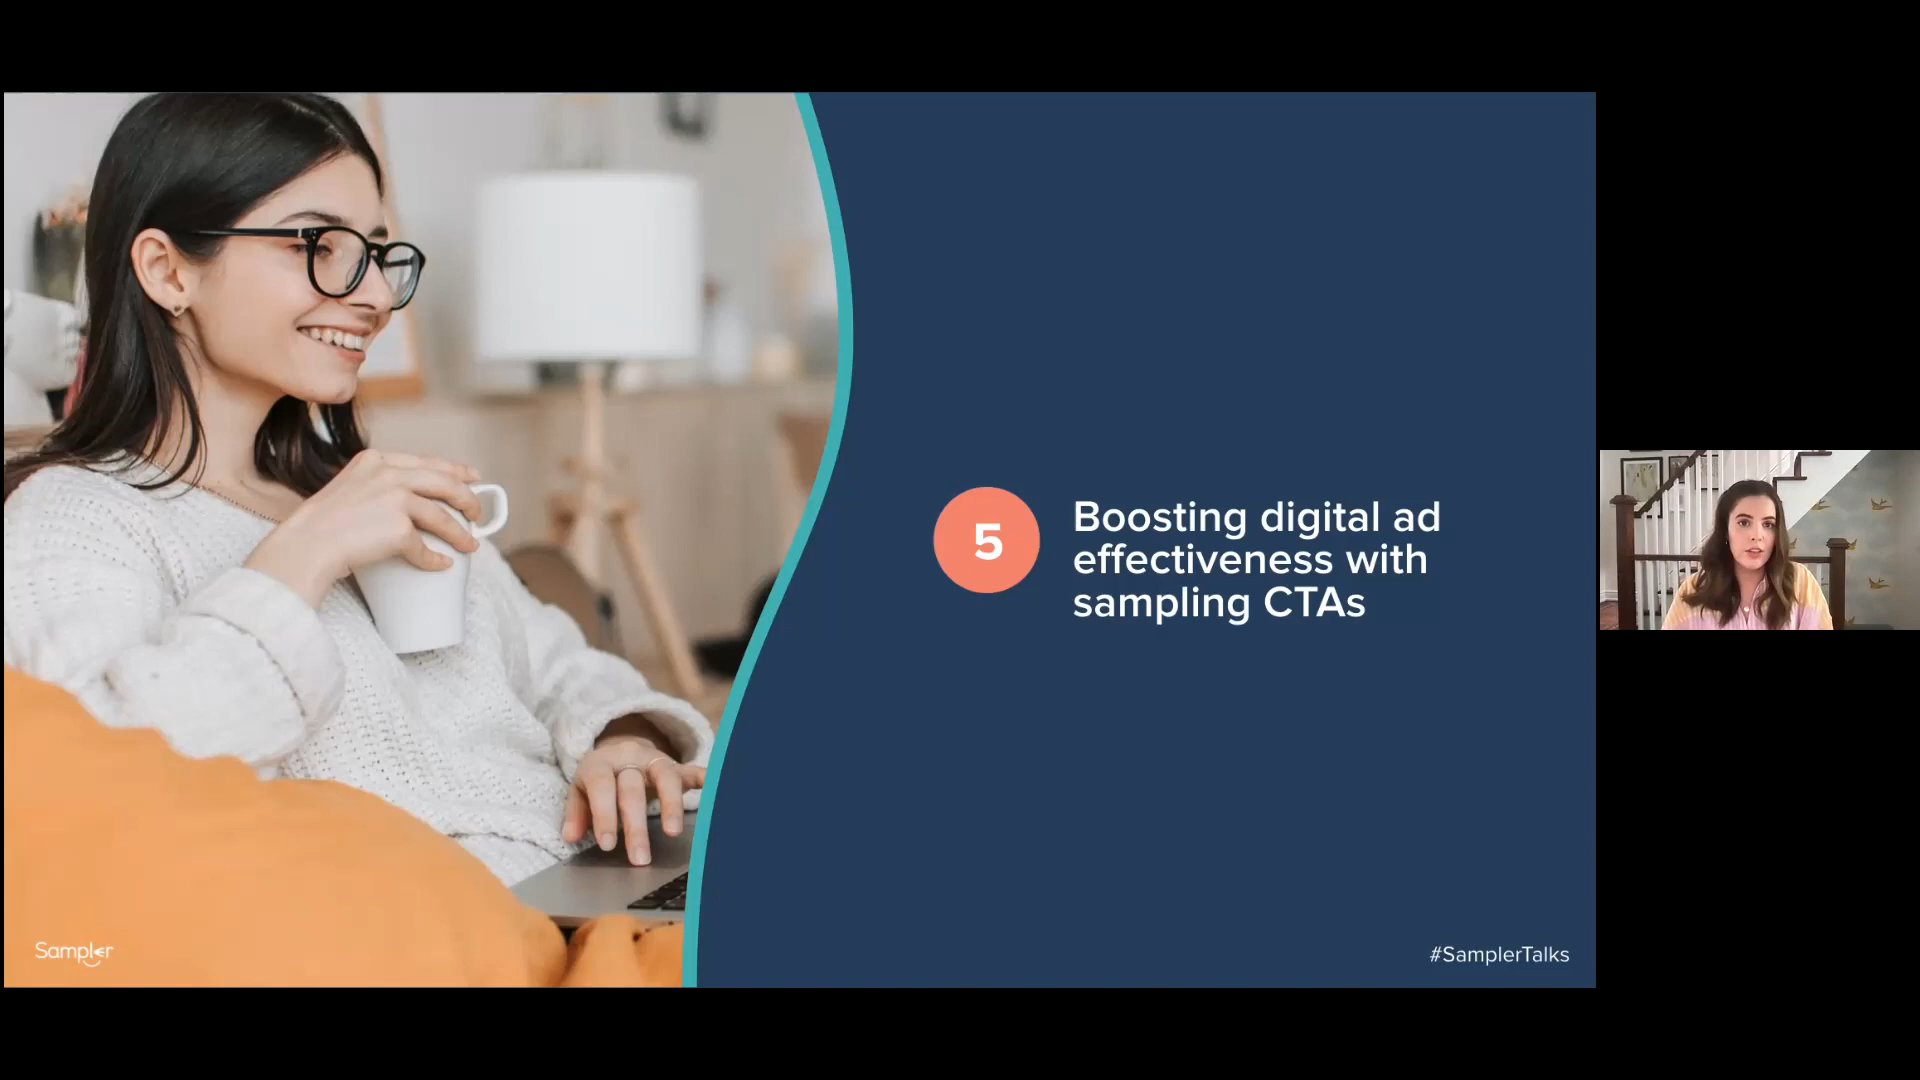 5
Boosting digital ad
effectiveness with
sampling CTAs
Sampler
#SamplerTalks